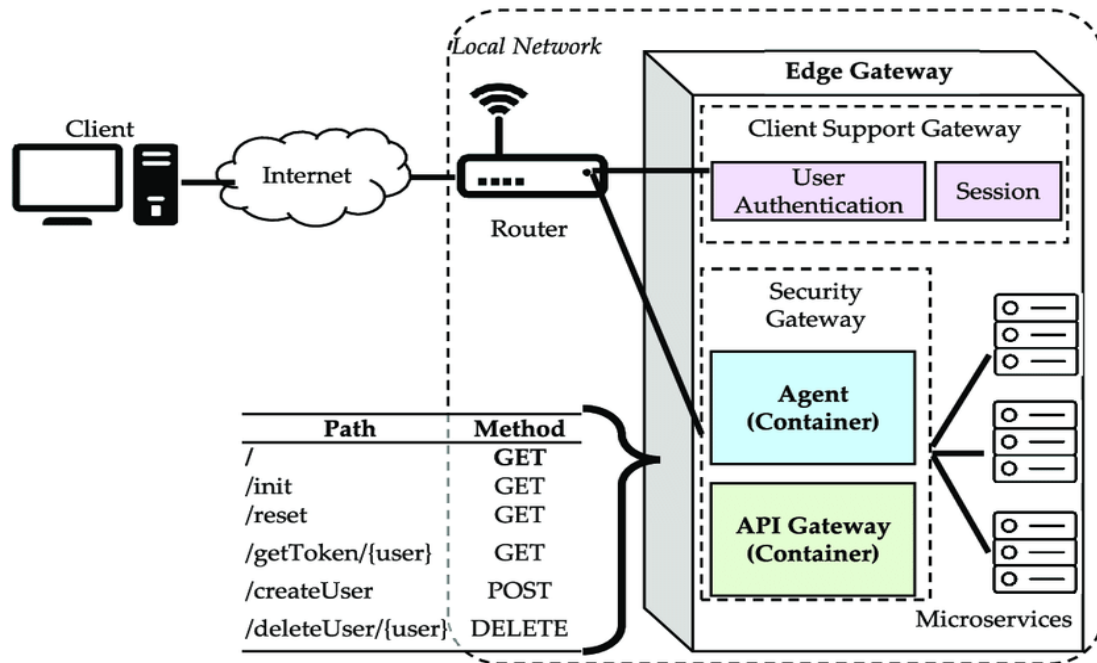 Local Network
Edge Gateway
Client
Client Support Gateway
Internet
User
Authentication
Session
Router
Security
Gateway
Agent
(Container)
Path Method
/ GET
/init GET
/reset GET
/getToken/{user} GET
/createUser POST
/deleteUser/{user} DELETE
API Gateway
(Container)
Microservices